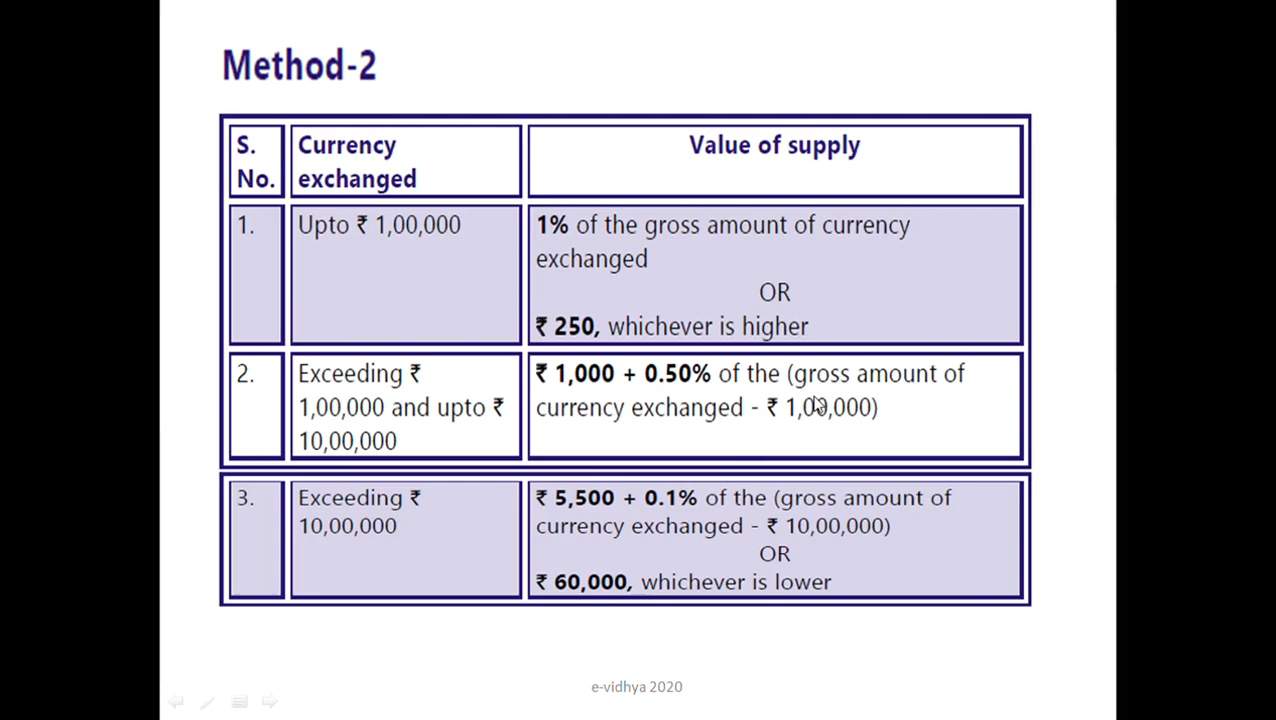 Method-2
S. No.
Currency exchanged
Value of supply
1.
Upto ₹ 1,00,000
1% of the gross amount of currency
exchanged
OR
₹ 250, whichever is higher
2.
Exceeding ₹
1,00,000 and upto ₹
10,00,000
₹ 1,000 + 0.50% of the (gross amount of
currency exchanged - ₹ 1,00,000)
3.
Exceeding ₹
10,00,000
₹ 5,500 + 0.1% of the (gross amount of
currency exchanged - ₹ 10,00,000)
OR
₹ 60,000, whichever is lower
e-vidhya 2020